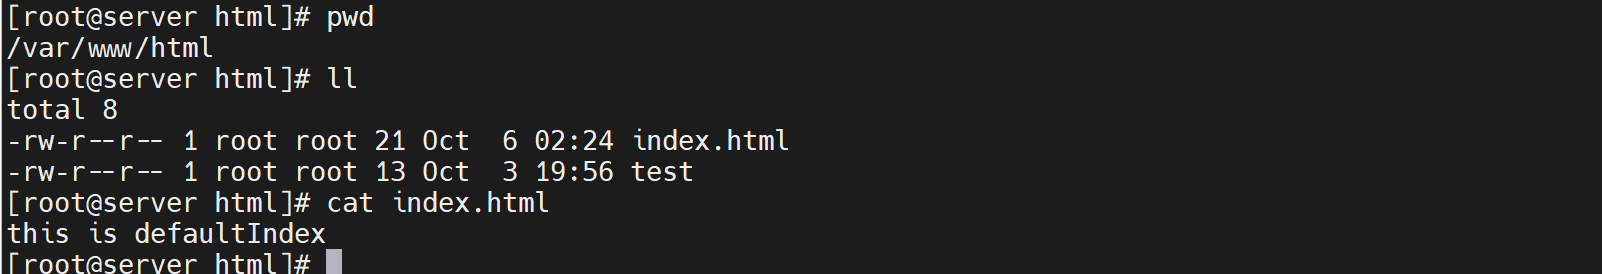 [root@server html]# pwd
/var/www/html
[root@server html]# ll
total 8
-rw-r--r-- 1 root root 21 Oct  6 02:24 index.html
-rw-r--r-- 1 root root 13 Oct  3 19:56 test
[root@server html]# cat index.html
this is defaultIndex
[root@server html]#